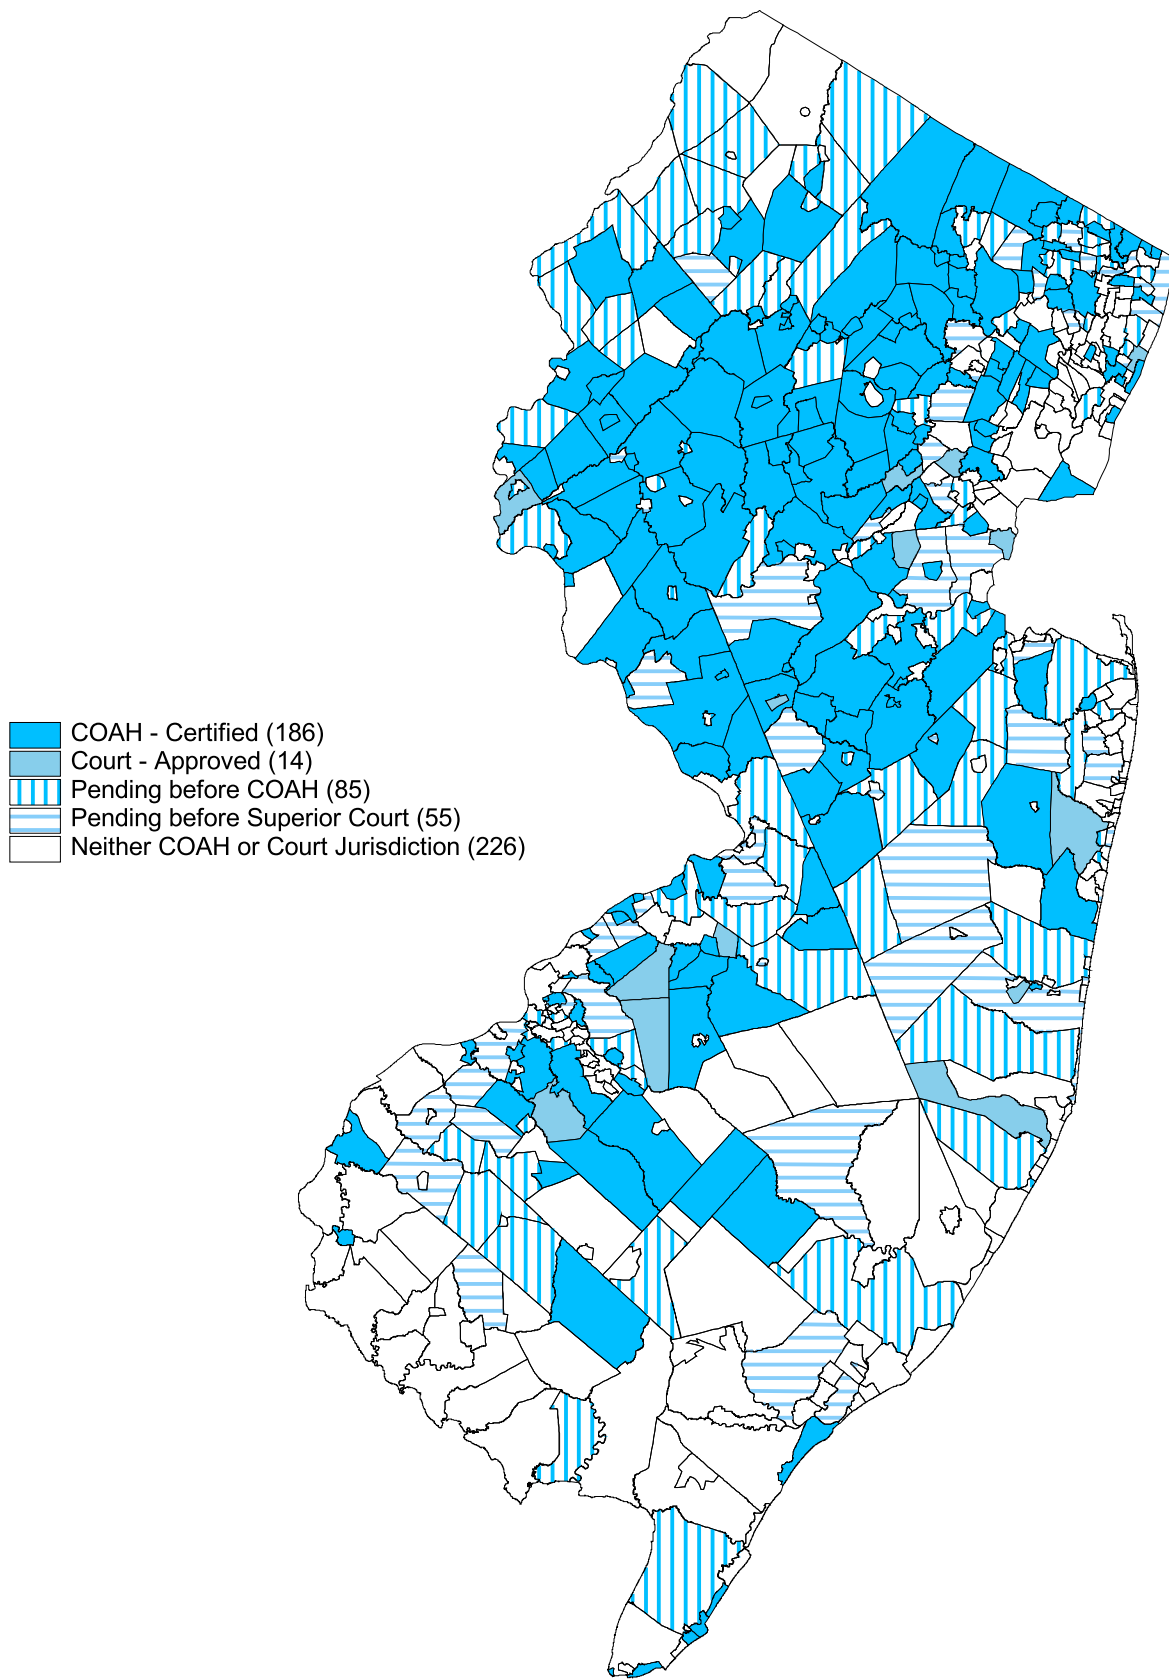 COAH - Certified (186)
Court - Approved (14)
Pending before COAH (85)
Pending before Superior Court (55)
Neither COAH or Court Jurisdiction (226)